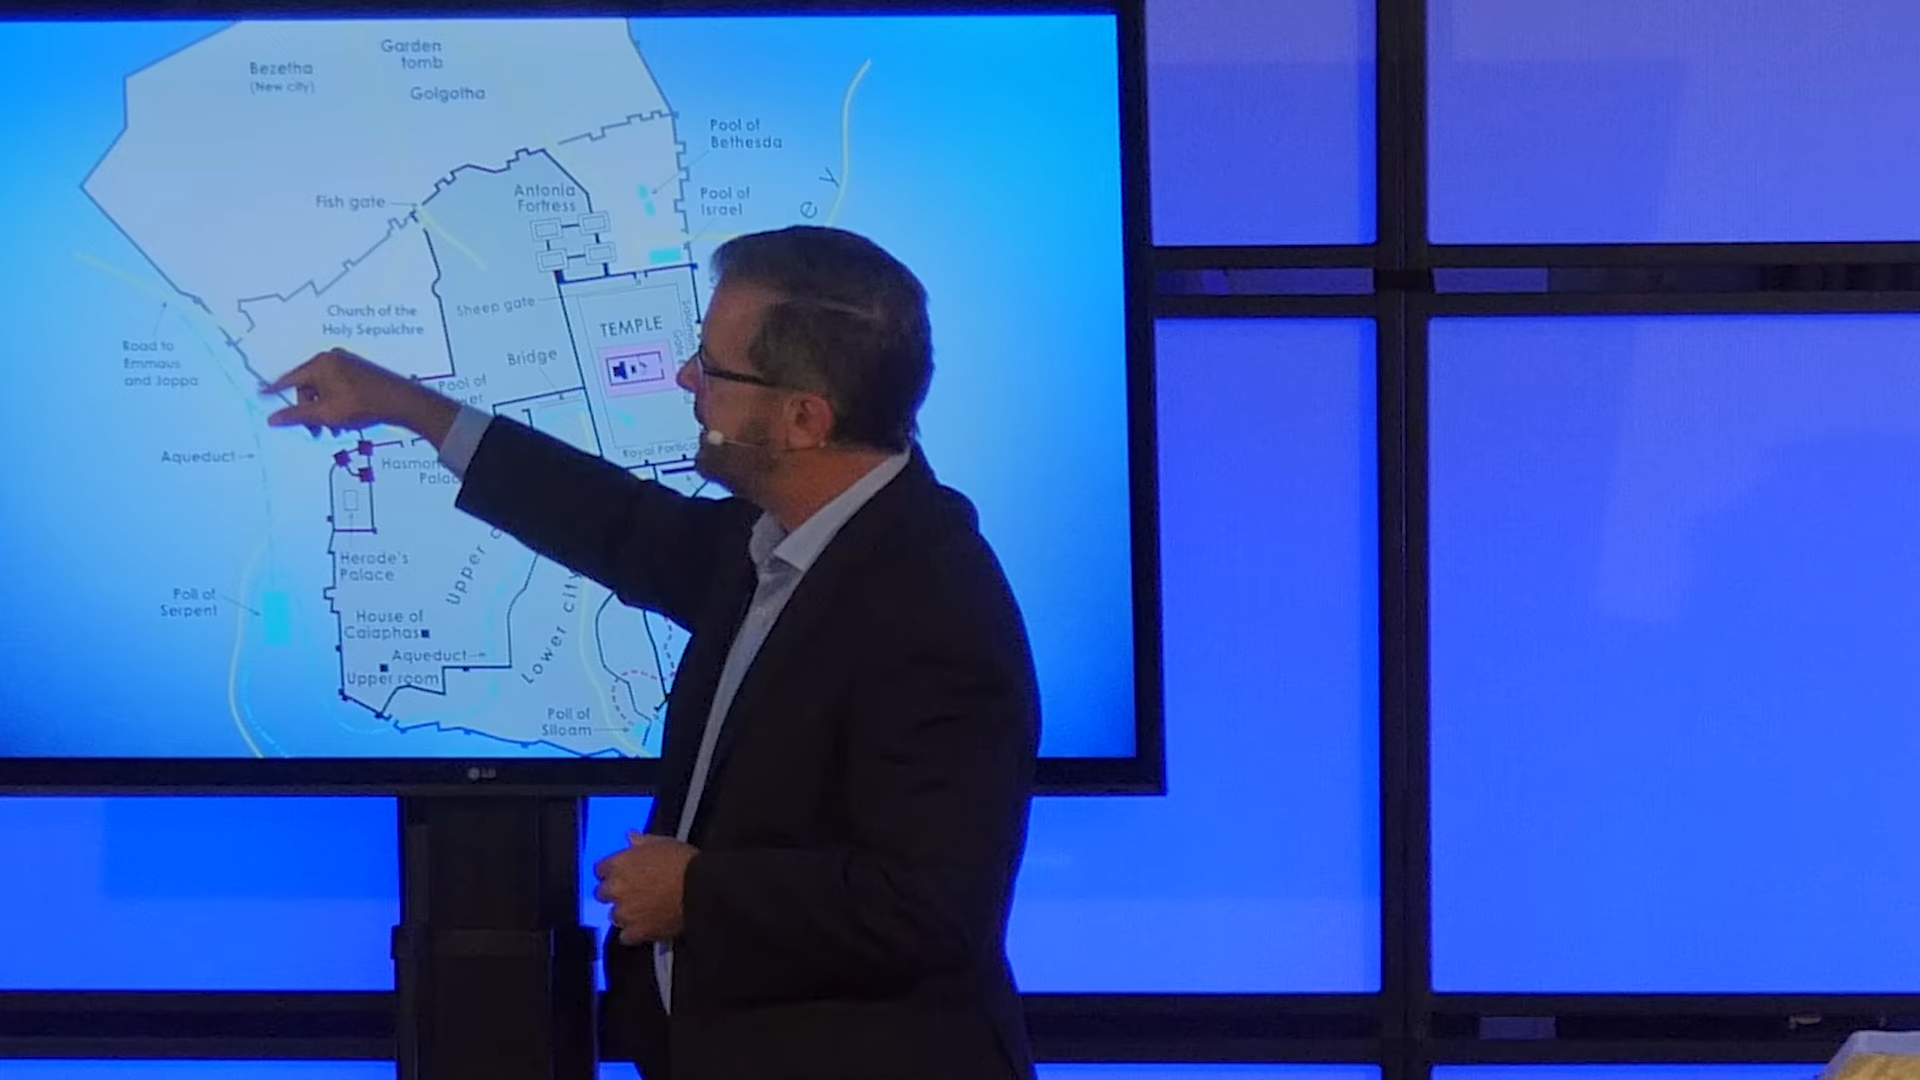 Garden
tomb
Bezetha
(New city)
Golgotha
Pool of
Bethesda
Fish gate
Antonia
Fortress
Pool of
Israel
e y
Sheep gate
Church of the
Holy Sepulchre
TEMPLE
Road to
Emmaus
and Joppa
Bridge
Pool of
Aqueduct
Royal
Herode's
Palace
Upper
Lower city
Poll of
Serpent
House of
Caiaphas
Aqueduct
Upper room
Poll of
Siloam
LG